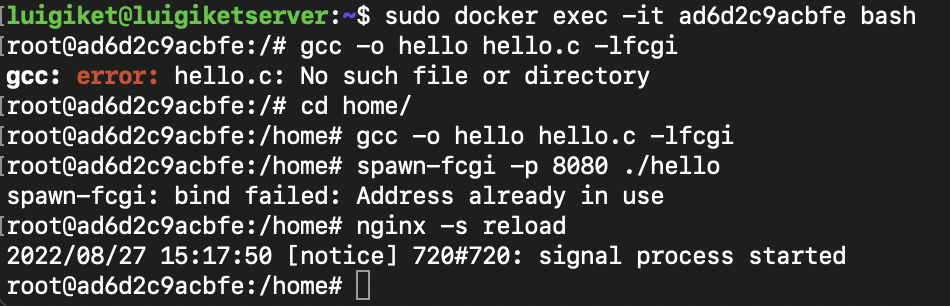 luigiket@luigiketserver:~$ sudo docker exec -it ad6d2c9acbfe bash
[root@ad6d2c9acbfe:/# gcc -o hello hello.c -lfcgi
gcc: error: hello.c: No such file or directory
[root@ad6d2c9acbfe:/# cd home/
[root@ad6d2c9acbfe:/home# gcc -o hello hello.c -lfcgi
[root@ad6d2c9acbfe:/home# spawn-fcgi -p 8080 ./hello
spawn-fcgi: bind failed: Address already in use
[root@ad6d2c9acbfe:/home# nginx -s reload
2022/08/27 15:17:50 [notice] 720#720: signal process started
root@ad6d2c9acbfe:/home#